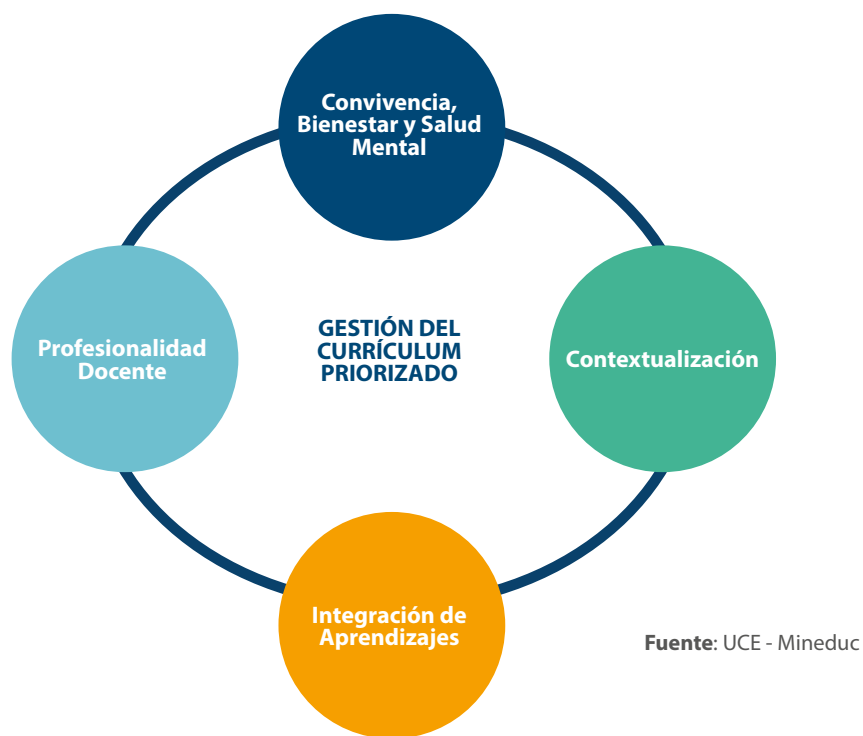 Convivencia,
Bienestar y Salud
Mental
Profesionalidad
Docente
GESTIÓN DEL
CURRÍCULUM
PRIORIZADO
Contextualización
Integración de
Aprendizajes
Fuente: UCE - Mineduc